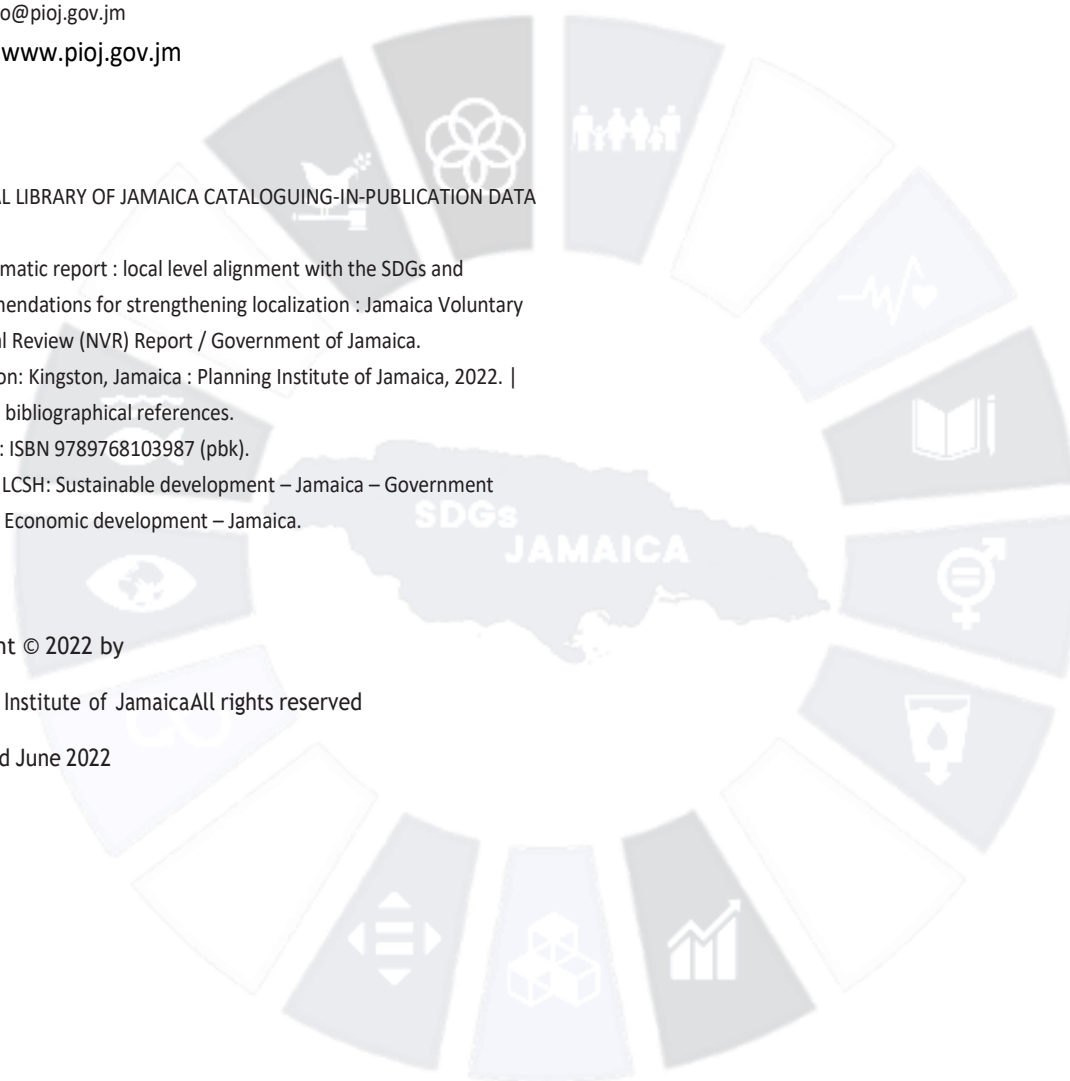 o@pioj.gov.jm
www.pioj.gov.jm
AL LIBRARY OF JAMAICA CATALOGUING-IN-PUBLICATION DATA
matic report : local level alignment with the SDGs and
mendations for strengthening localization : Jamaica Voluntary
al Review (NVR) Report / Government of Jamaica.
on: Kingston, Jamaica : Planning Institute of Jamaica, 2022. |
bibliographical references.
: ISBN 9789768103987 (pbk).
LCSH: Sustainable development – Jamaica – Government
Economic development – Jamaica.
SDGs
JAMAICA
nt © 2022 by
Institute of JamaicaAll rights reserved
d June 2022